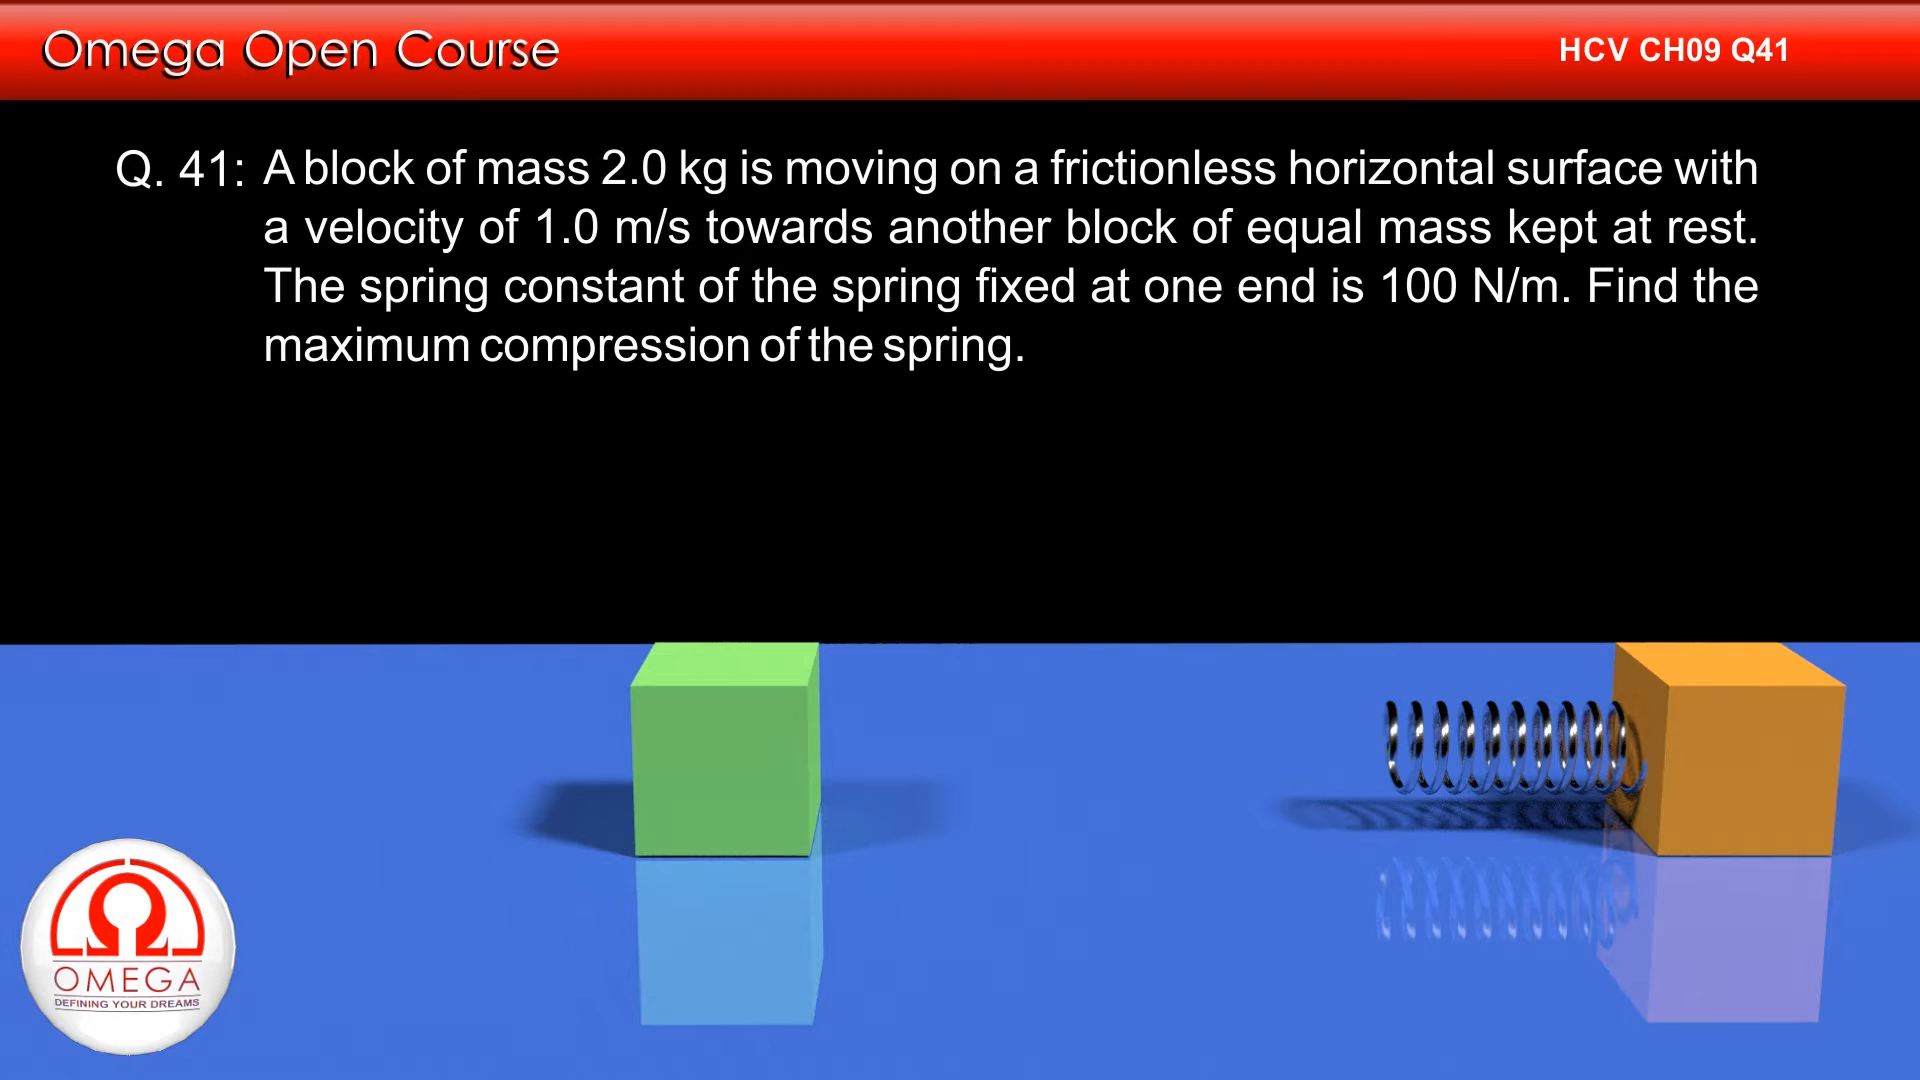 Omega Open Course
HCV CH09 Q41
Q. 41: A block of mass 2.0 kg is moving on a frictionless horizontal surface with
a velocity of 1.0 m/s towards another block of equal mass kept at rest.
The spring constant of the spring fixed at one end is 100 N/m. Find the
maximum compression of the spring.
Ω
OMEGA
DEFINING YOUR DREAMS